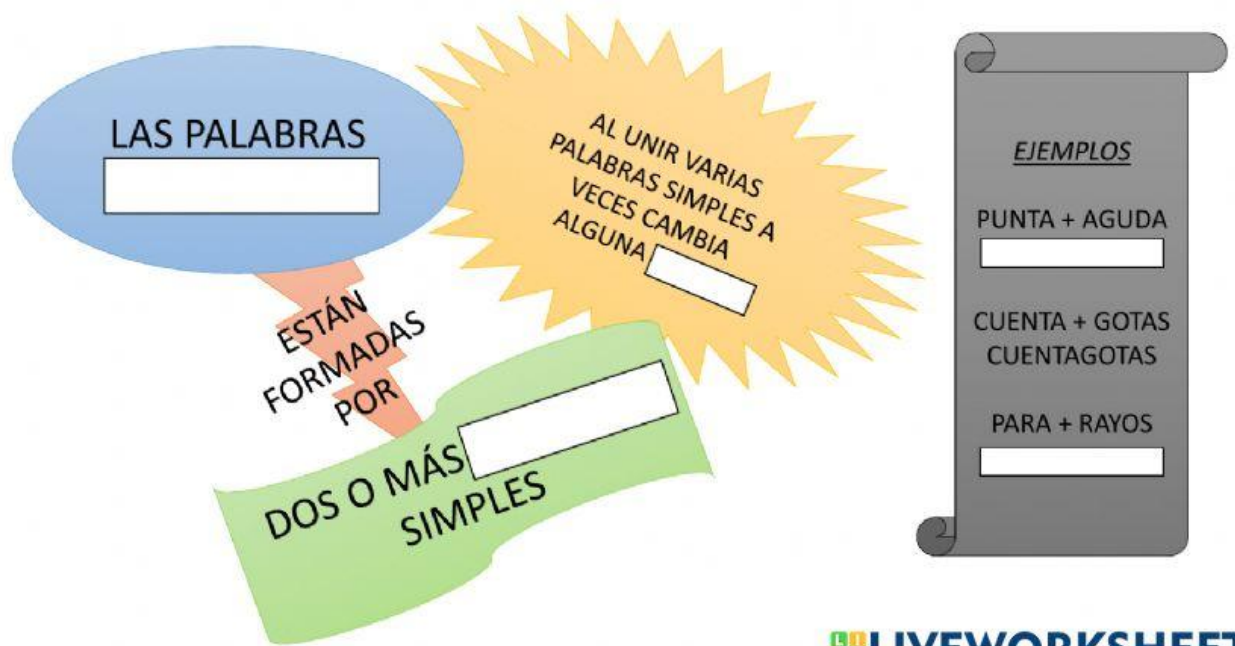 LAS PALABRAS
AL UNIR VARIAS
PALABRAS SIMPLES A
VECES CAMBIA
ALGUNA
ESTÁN
FORMADAS
POR
DOS O MÁS
SIMPLES
EJEMPLOS
PUNTA + AGUDA
CUENTA + GOTAS
CUENTAGOTAS
PARA + RAYOS
LIVEWORKSHEET